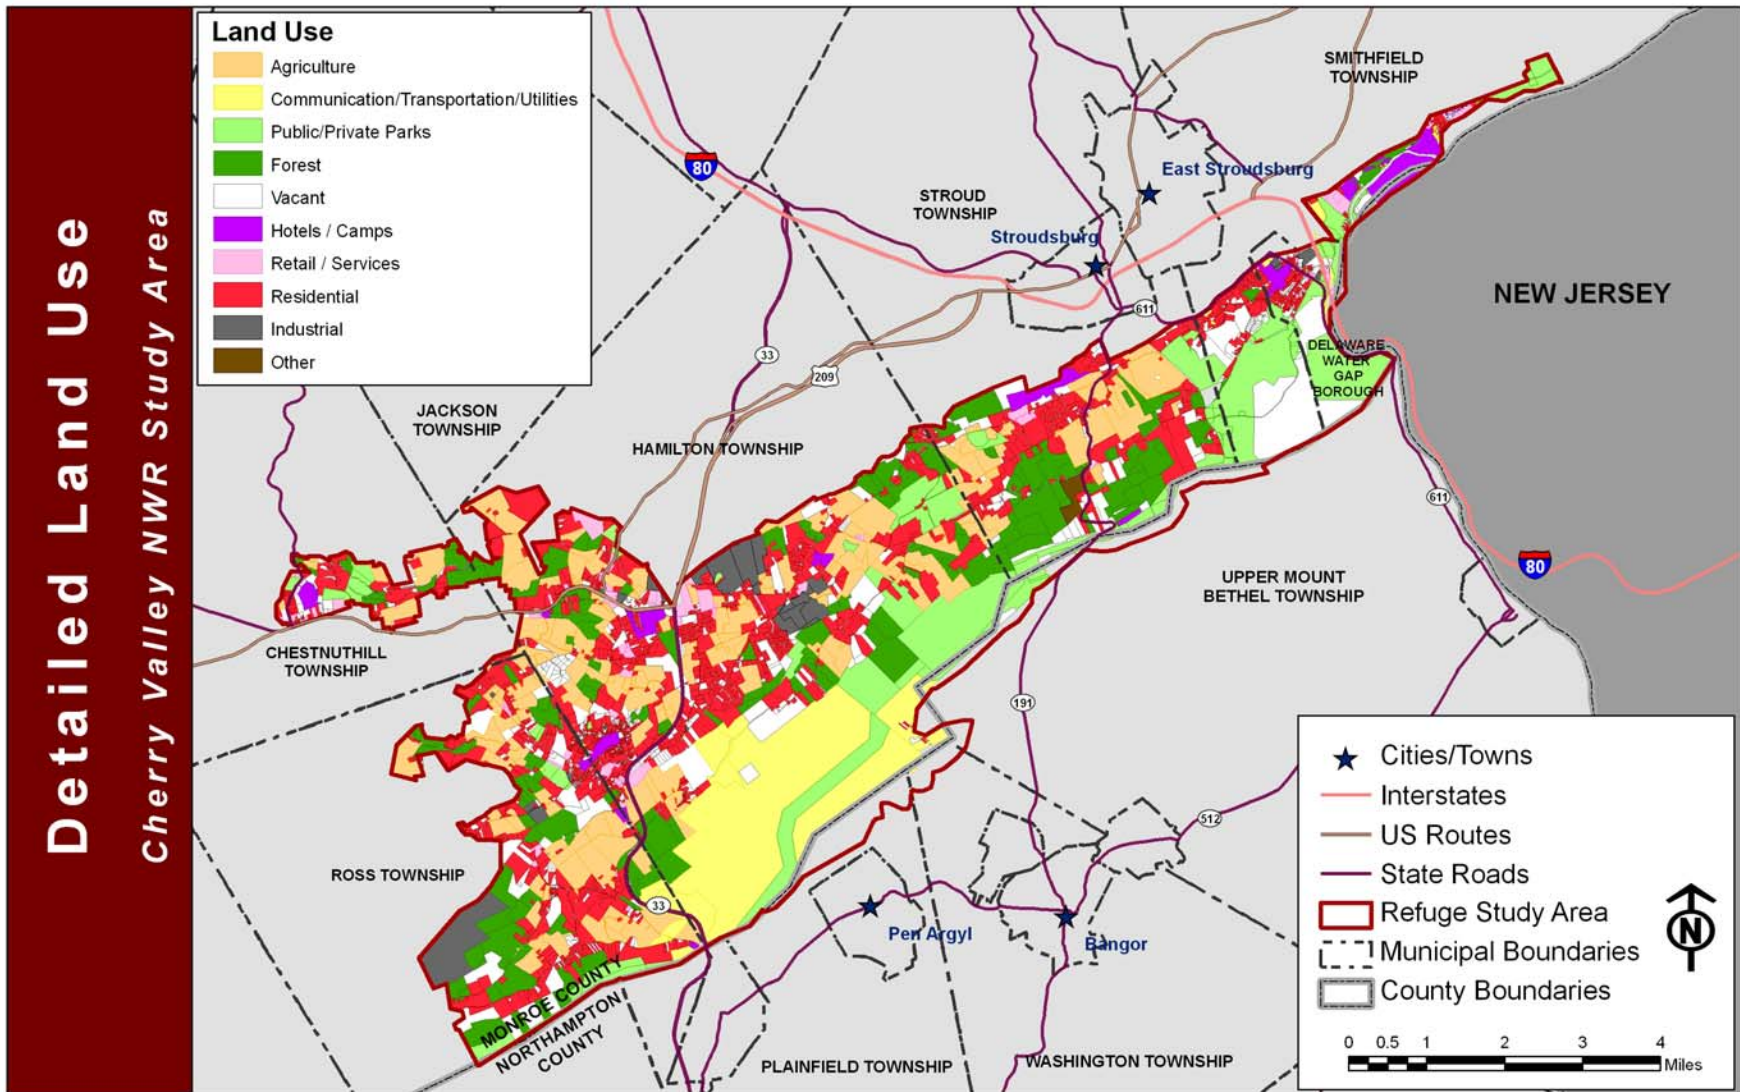 Detailed Land Use
Cherry Valley NWR Study Area
Land Use
Agriculture
Communication/Transportation/Utilities
Public/Private Parks
Forest
Vacant
Hotels / Camps
Retail / Services
Residential
Industrial
Other
SMITHFIELD
TOWNSHIP
80
East Stroudsburg
STROUD
TOWNSHIP
Stroudsburg
NEW JERSEY
611
33
209
DELAWARE
WATER
GAP
BOROUGH
JACKSON
TOWNSHIP
HAMILTON TOWNSHIP
611
80
UPPER MOUNT
BETHEL TOWNSHIP
CHESTNUTHILL
TOWNSHIP
191
512
ROSS TOWNSHIP
33
Pen Argyl
Bangor
MONROE COUNTY
NORTHAMPTON
COUNTY
PLAINFIELD TOWNSHIP
WASHINGTON TOWNSHIP
Cities/Towns
Interstates
US Routes
State Roads
Refuge Study Area
Municipal Boundaries
County Boundaries
N
0 0.5 1 2 3 4
Miles